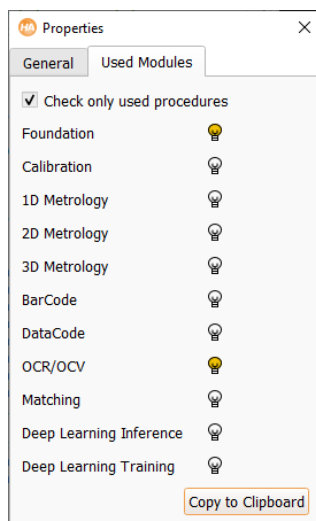 HA Properties
General Used Modules
Check only used procedures
Foundation
Calibration
1D Metrology
2D Metrology
3D Metrology
BarCode
DataCode
OCR/OCV
Matching
Deep Learning Inference
Deep Learning Training
Copy to Clipboard